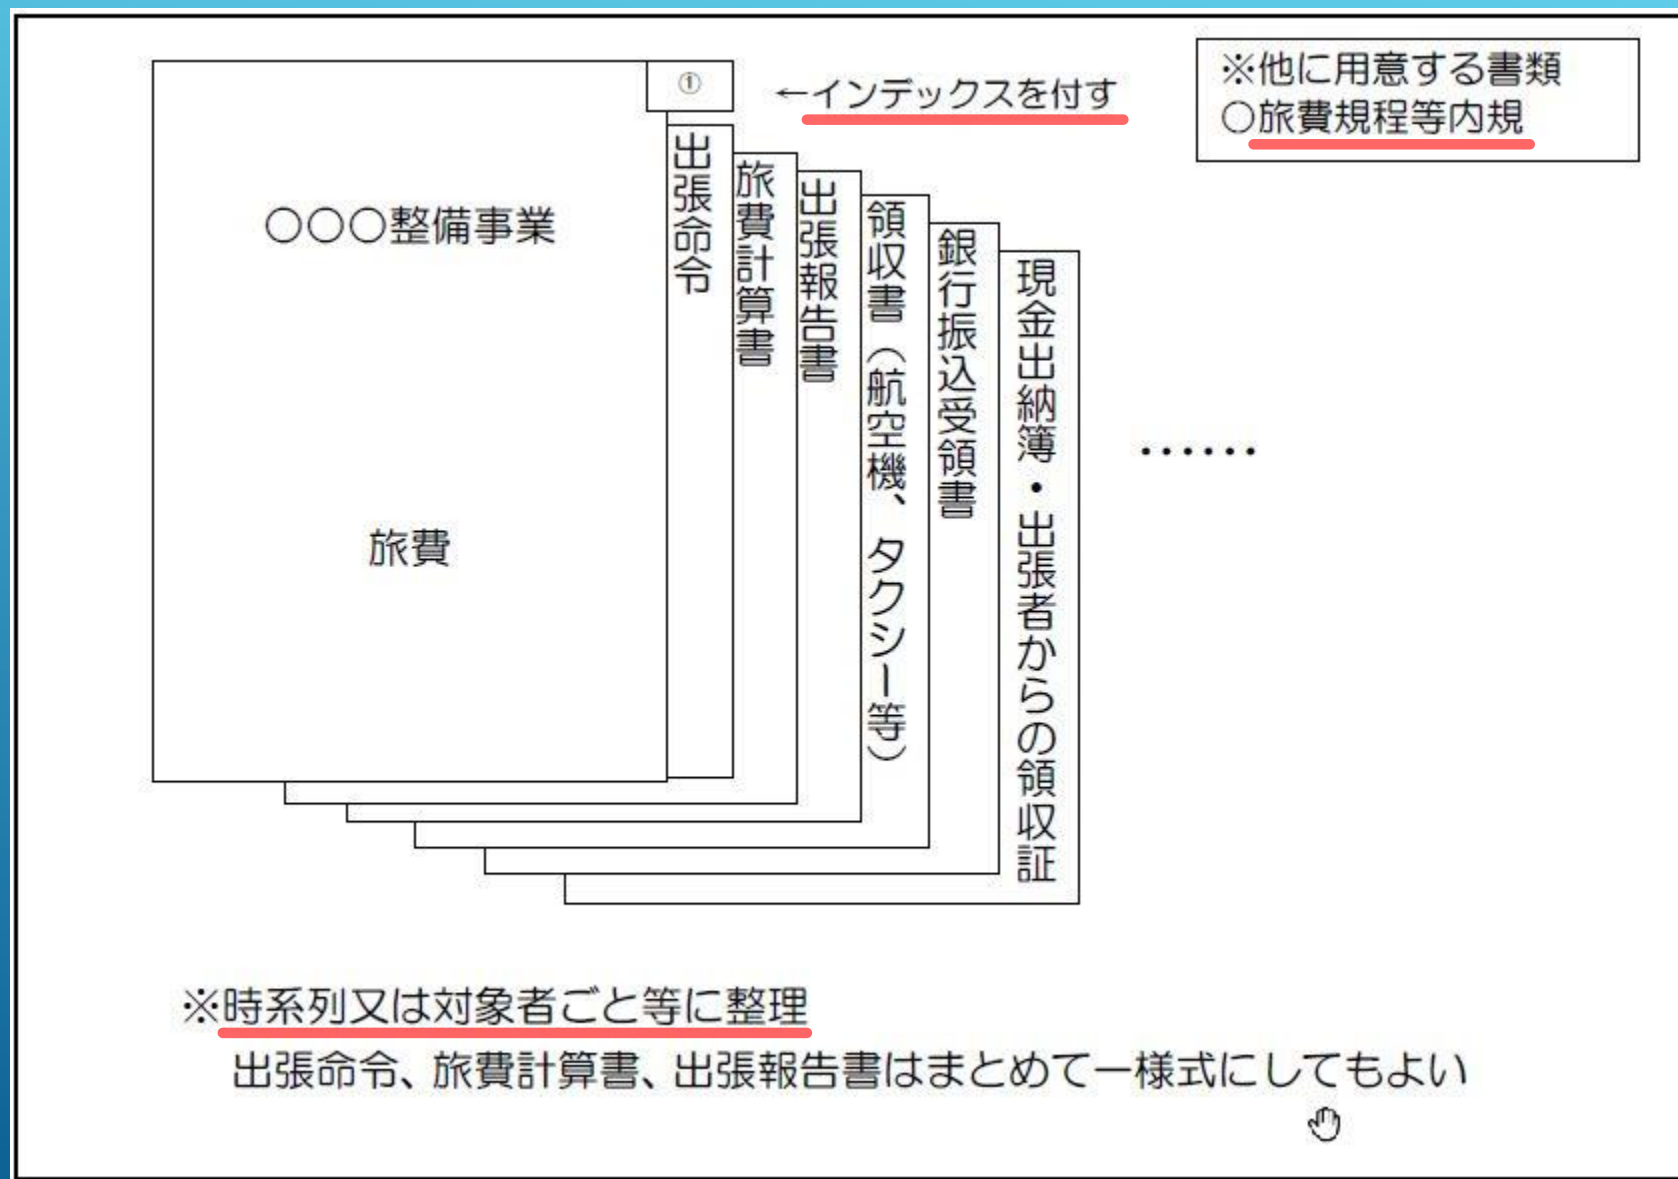 ①
←インデックスを付す
※他に用意する書類
○旅費規程等内規
○○○整備事業
旅費
出張命令
旅費計算書
出張報告書
領収書（航空機、タクシー等）
銀行振込受領書
現金出納簿・出張者からの領収証
……
※時系列又は対象者ごと等に整理
出張命令、旅費計算書、出張報告書はまとめて一様式にしてもよい